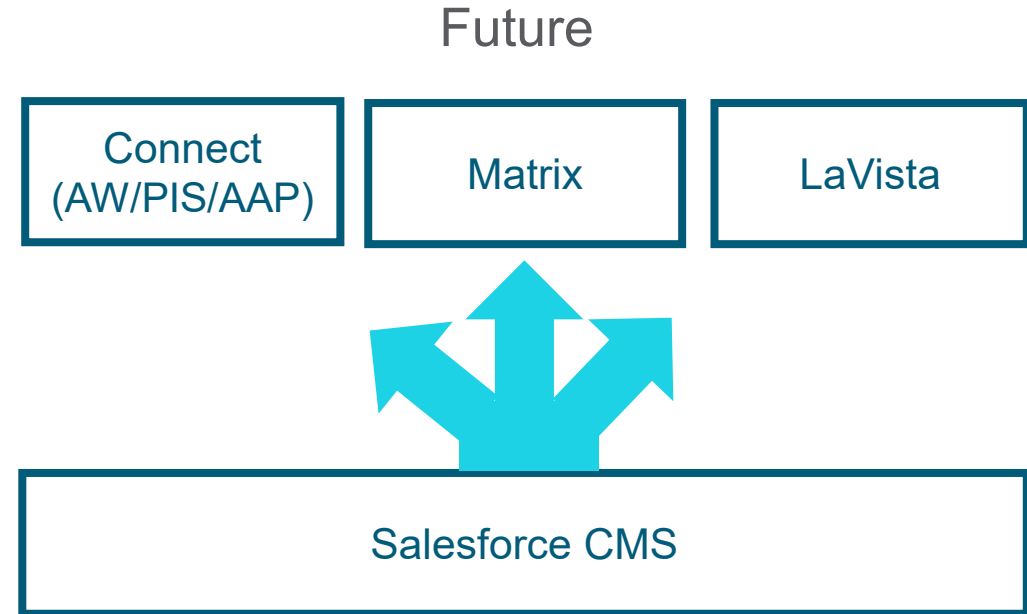 Future
Connect
(AW/PIS/AAP)
Matrix
LaVista
Salesforce CMS